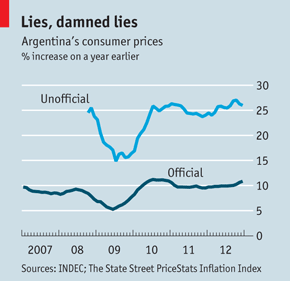 Lies, damned lies
Argentina's consumer prices
% increase on a year earlier
30
Unofficial
25
20
15
Official
10
5
0
2007 08 09 10 11 12
Sources: INDEC; The State Street PriceStats Inflation Index